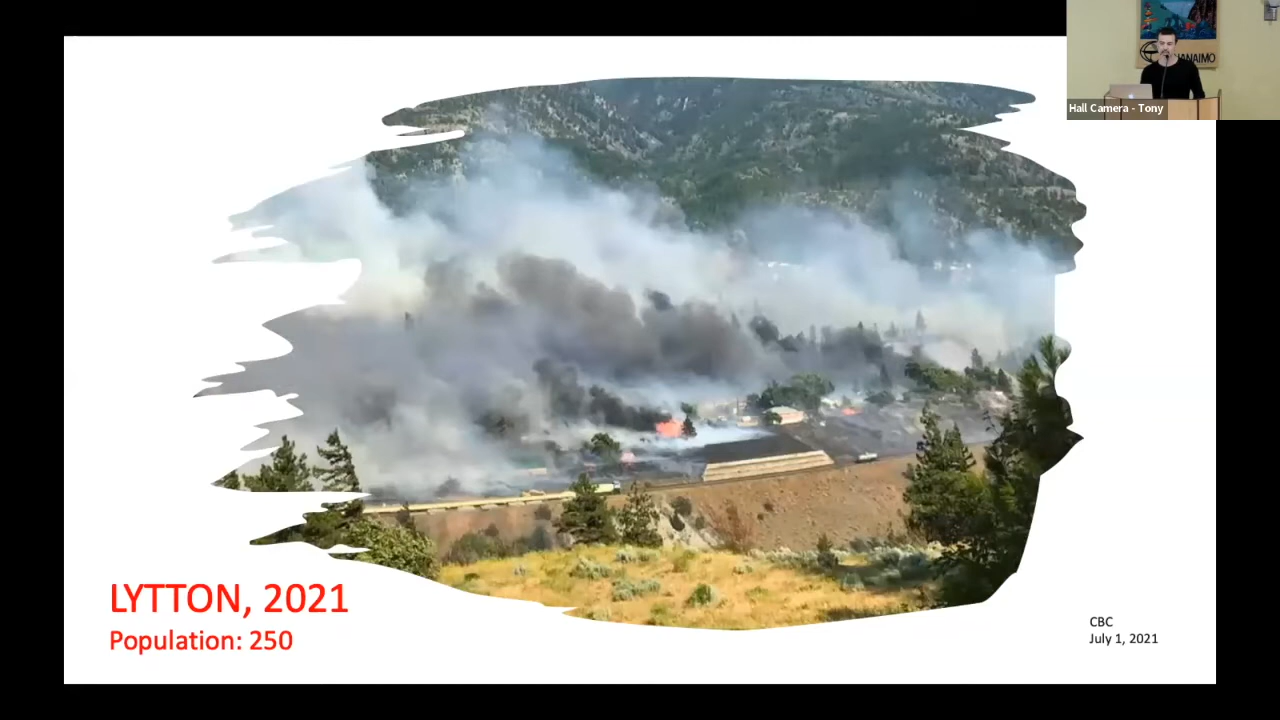 NANAIMO
Hall Camera - Tony
LYTTON, 2021
Population: 250
CBC
July 1, 2021